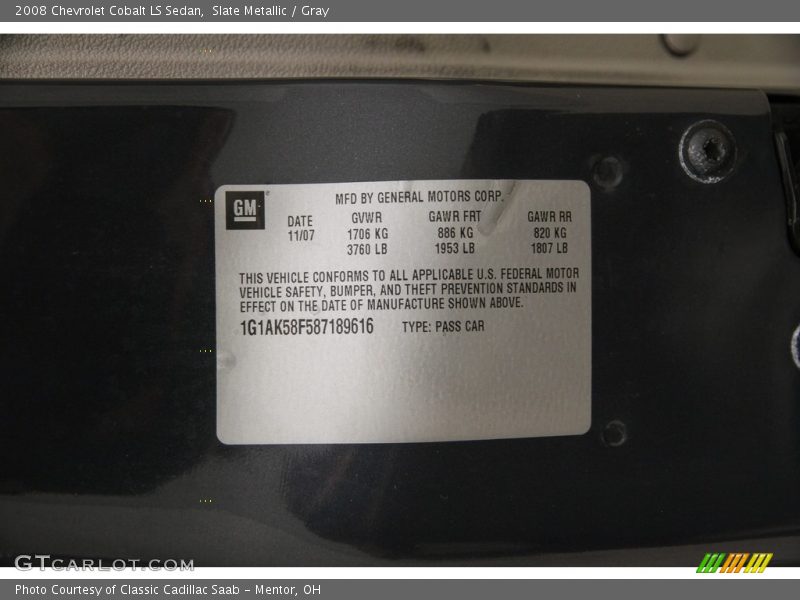 2008 Chevrolet Cobalt LS Sedan,  Slate Metallic / Gray
GM
MFD BY GENERAL MOTORS CORP.
DATE GVWR GAWR FRT GAWR RR
11/07 1706 KG 886 KG 820 KG
3760 LB 1953 LB 1807 LB
THIS VEHICLE CONFORMS TO ALL APPLICABLE U.S. FEDERAL MOTOR
VEHICLE SAFETY, BUMPER, AND THEFT PREVENTION STANDARDS IN
EFFECT ON THE DATE OF MANUFACTURE SHOWN ABOVE.
1G1AK58F587189616 TYPE: PASS CAR
GTCARLOT.COM
Photo Courtesy of Classic Cadillac Saab - Mentor, OH